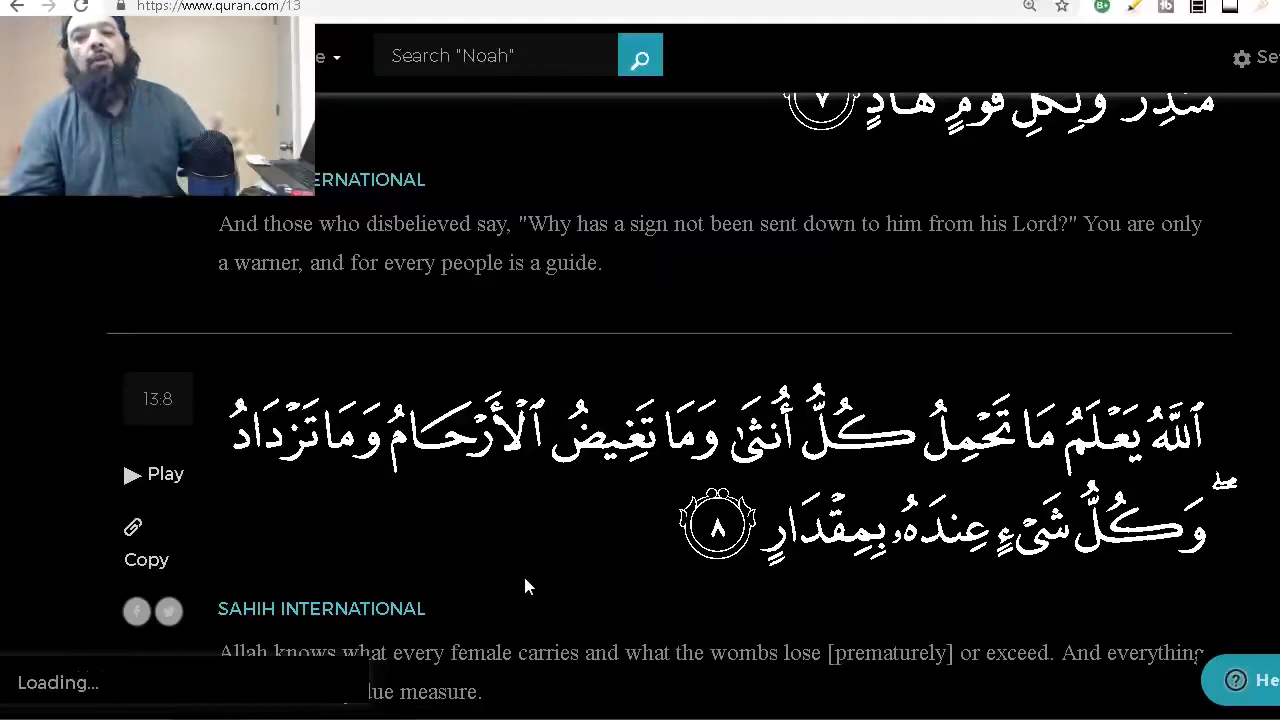 https://www.quran.com/13
e
Search "Noah"
Se
مُنذِرٌ وَلِكُلِّ قَوْمٍ هَادٍ ٧
ERNATIONAL
And those who disbelieved say, "Why has a sign not been sent down to him from his Lord?" You are only
a warner, and for every people is a guide.
13:8
ٱللَّهُ يَعْلَمُ مَا تَحْمِلُ كُلُّ أُنثَىٰ وَمَا تَغِيضُ ٱلْأَرْحَامُ وَمَا تَزْدَادُ ۖ
وَكُلُّ شَىْءٍ عِندَهُۥ بِمِقْدَارٍ ٨
Play
Copy
SAHIH INTERNATIONAL
Allah knows what every female carries and what the wombs lose [prematurely] or exceed. And everything
Loading...
due measure.
He